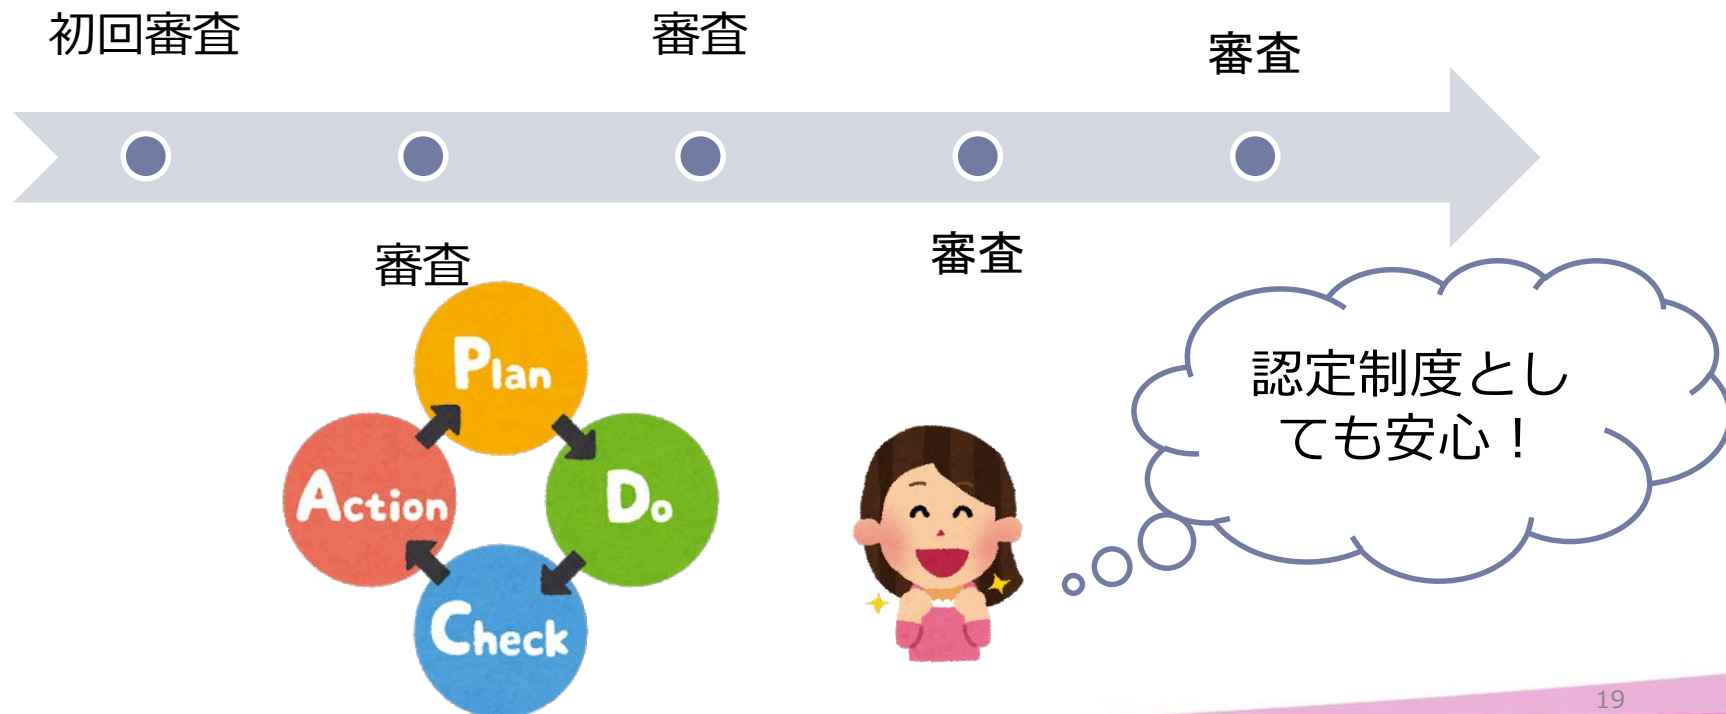 初回審査
審査
審査
審査
審査
Plan
Action
Do
Check
認定制度とし
ても安心！
19